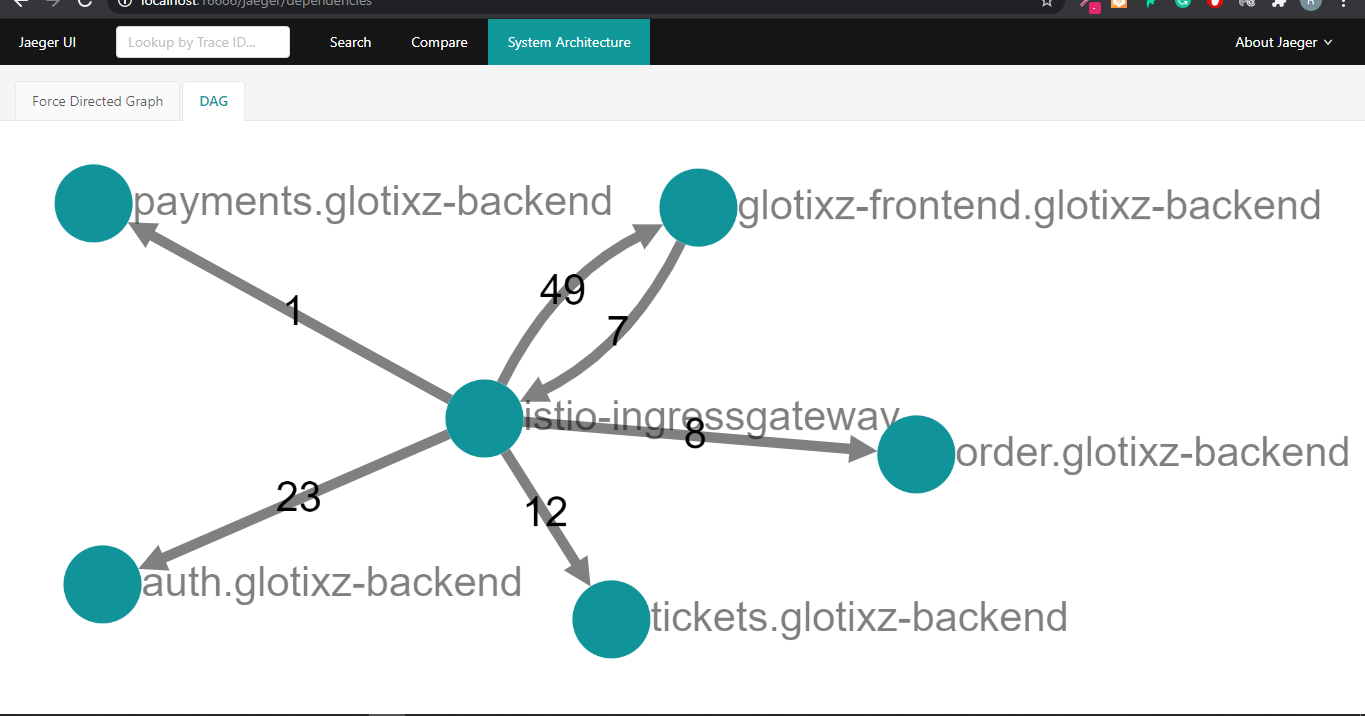 localhost:16686/jaeger/dependencies
Jaeger UI Lookup by Trace ID... Search Compare System Architecture About Jaeger
Force Directed Graph DAG
payments.glotixz-backend
glotixz-frontend.glotixz-backend
49
1
7
istio-ingressgateway
8
order.glotixz-backend
23
12
auth.glotixz-backend
tickets.glotixz-backend